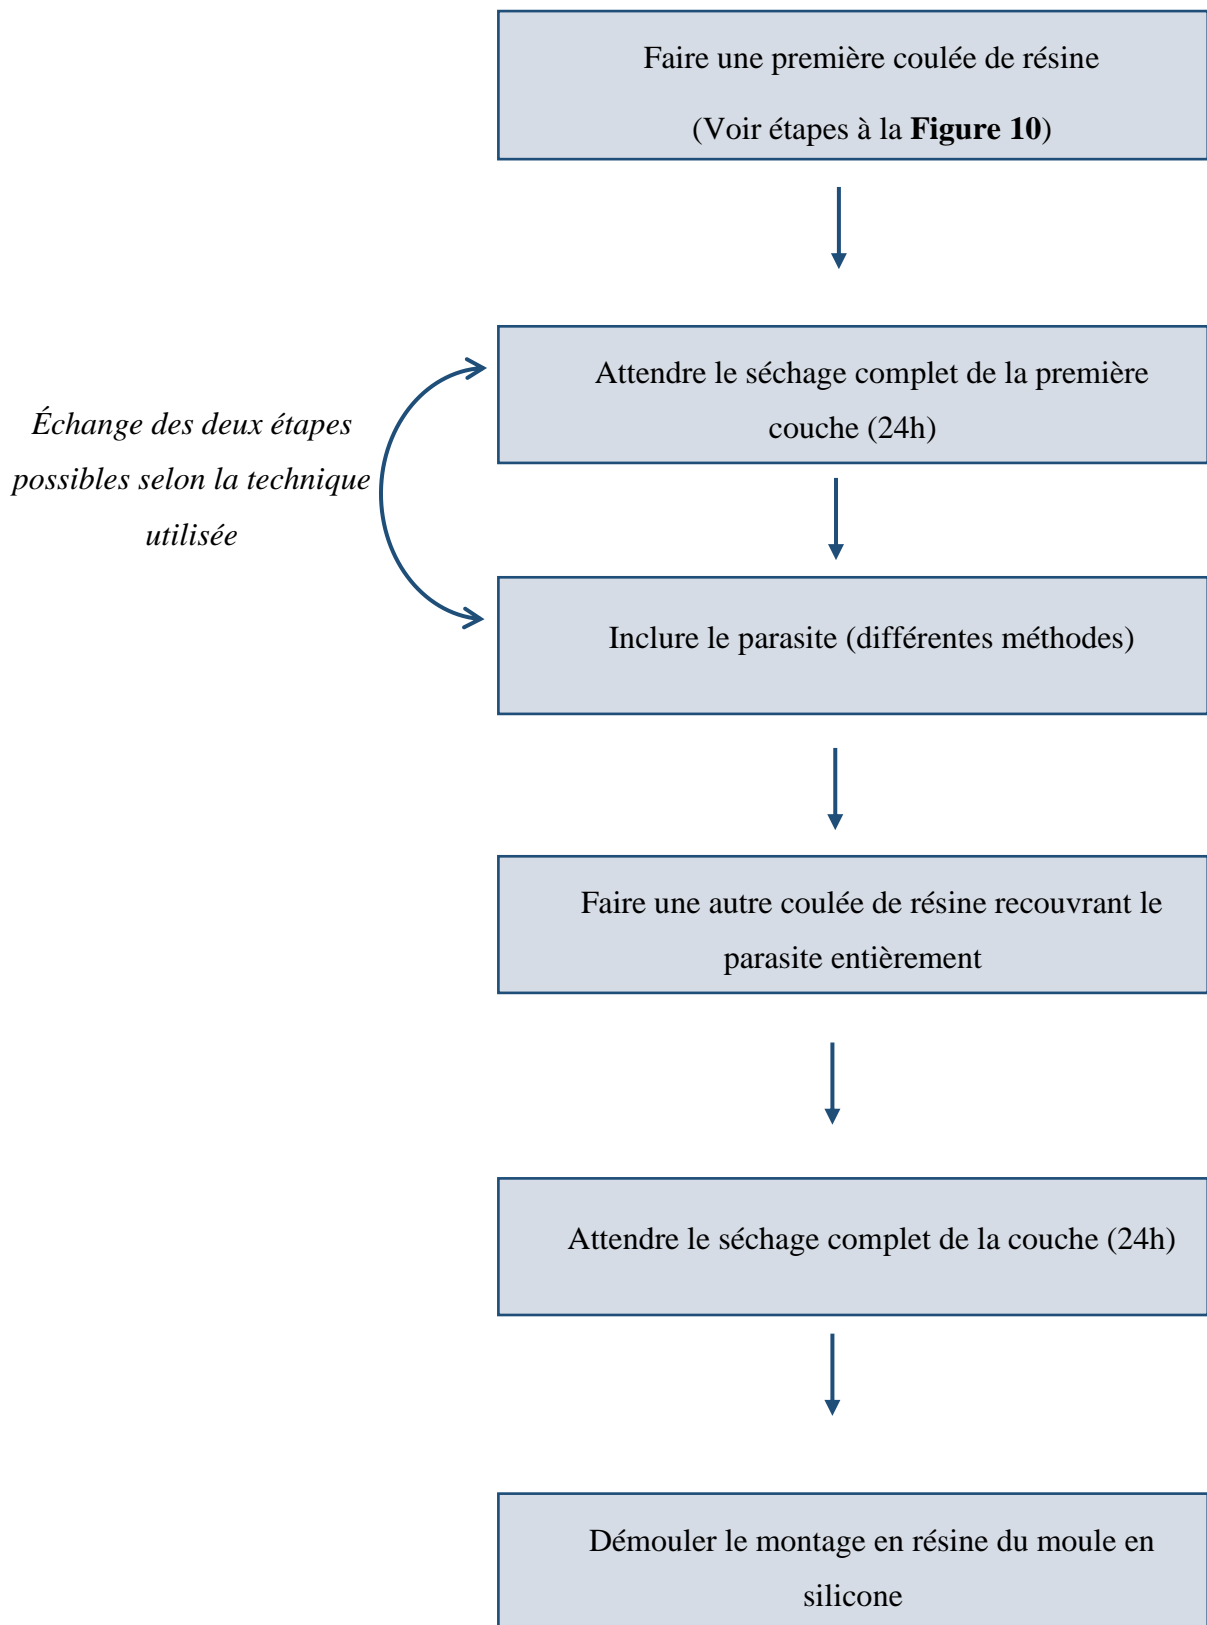 Faire une première coulée de résine
(Voir étapes à la Figure 10)
Attendre le séchage complet de la première
couche (24h)
Échange des deux étapes
possibles selon la technique
utilisée
Inclure le parasite (différentes méthodes)
Faire une autre coulée de résine recouvrant le
parasite entièrement
Attendre le séchage complet de la couche (24h)
Démouler le montage en résine du moule en
silicone